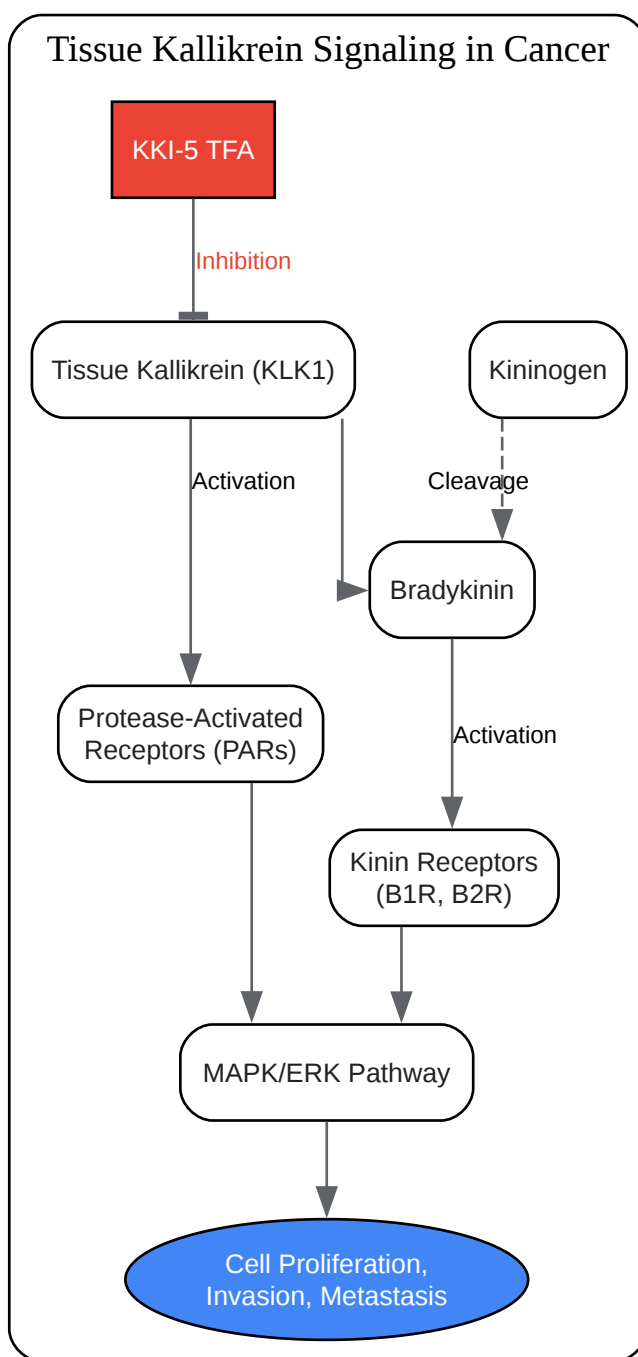 Tissue Kallikrein Signaling in Cancer
KKI-5 TFA
Inhibition
Tissue Kallikrein (KLK1)
Kininogen
Activation
Cleavage
Bradykinin
Protease-Activated
Receptors (PARs)
Activation
Kinin Receptors
(B1R, B2R)
MAPK/ERK Pathway
Cell Proliferation,
Invasion, Metastasis